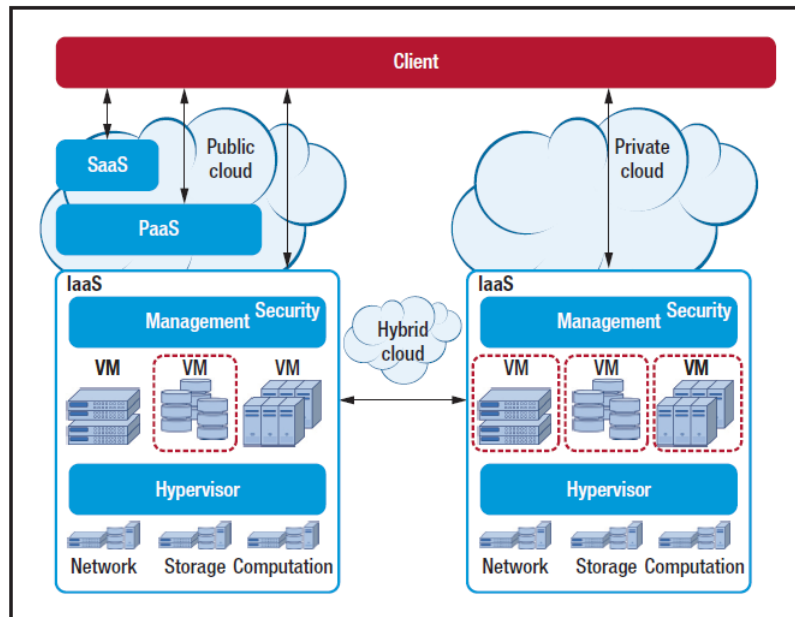 Client
Public
cloud
SaaS
PaaS
Private
cloud
IaaS
Security
Management
VM VM VM
Hypervisor
Network Storage Computation
Hybrid
cloud
IaaS
Security
Management
VM VM VM
Hypervisor
Network Storage Computation